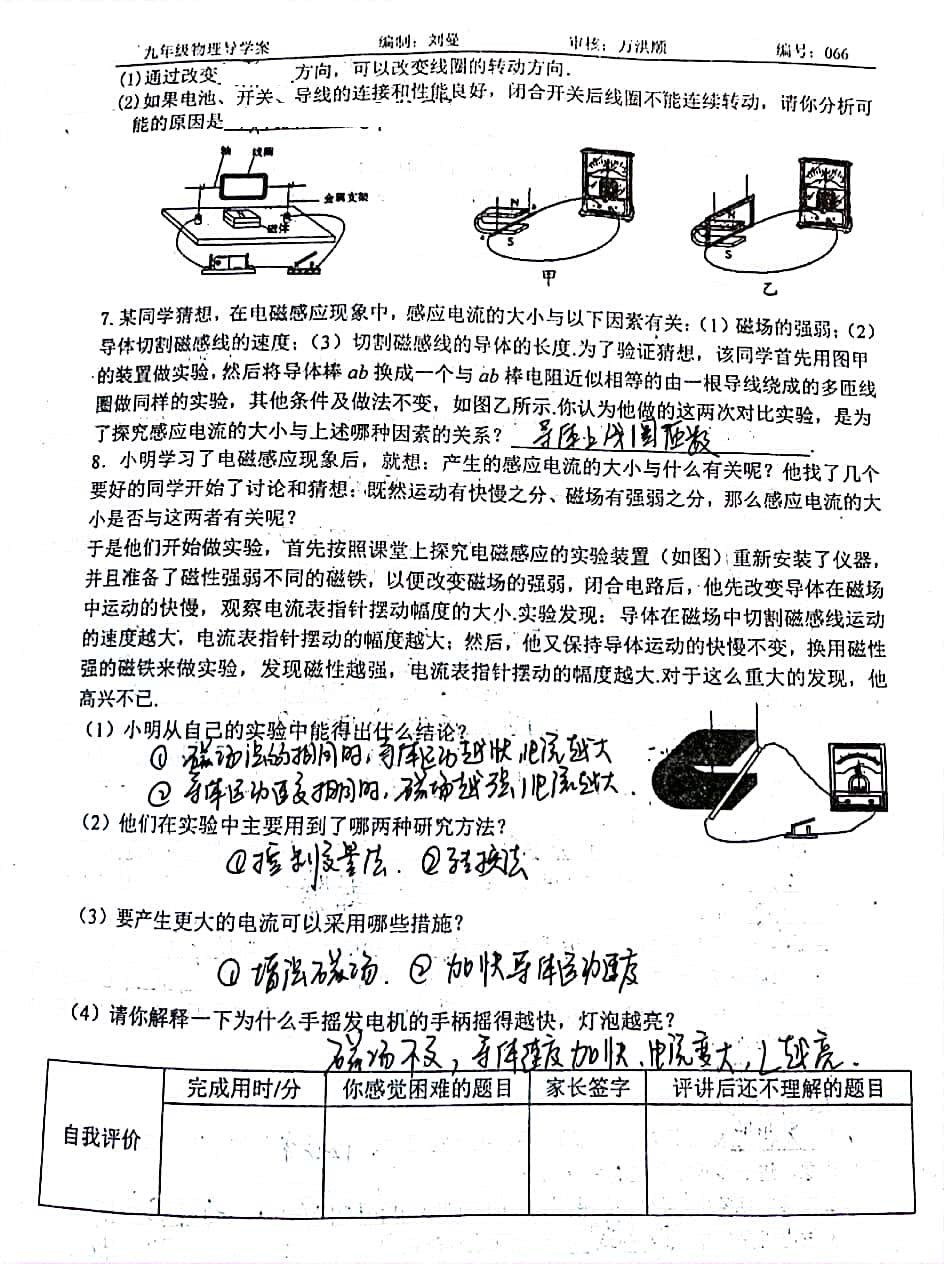 九年级物理导学案 编制：刘曼 审核：万洪顺 编号：066
(1)通过改变 方向，可以改变线圈的转动方向.
(2)如果电池、开关、导线的连接和性能良好，闭合开关后线圈不能连续转动，请你分析可
能的原因是
轴 线圈
金属支架
磁体
N
S
甲
N
S
乙
7.某同学猜想，在电磁感应现象中，感应电流的大小与以下因素有关：（1）磁场的强弱；（2）
导体切割磁感线的速度；（3）切割磁感线的导体的长度.为了验证猜想，该同学首先用图甲
的装置做实验，然后将导体棒 ab 换成一个与 ab 棒电阻近似相等的由一根导线绕成的多匝线
圈做同样的实验，其他条件及做法不变，如图乙所示.你认为他做的这两次对比实验，是为
了探究感应电流的大小与上述哪种因素的关系？ 导体上线圈匝数
8．小明学习了电磁感应现象后，就想：产生的感应电流的大小与什么有关呢？他找了几个
要好的同学开始了讨论和猜想：既然运动有快慢之分、磁场有强弱之分，那么感应电流的大
小是否与这两者有关呢？
于是他们开始做实验，首先按照课堂上探究电磁感应的实验装置（如图）重新安装了仪器，
并且准备了磁性强弱不同的磁铁，以便改变磁场的强弱，闭合电路后，他先改变导体在磁场
中运动的快慢，观察电流表指针摆动幅度的大小.实验发现：导体在磁场中切割磁感线运动
的速度越大，电流表指针摆动的幅度越大；然后，他又保持导体运动的快慢不变，换用磁性
强的磁铁来做实验，发现磁性越强，电流表指针摆动的幅度越大.对于这么重大的发现，他
高兴不已.
（1）小明从自己的实验中能得出什么结论？
① 磁场强弱相同时，导体运动越快，电流越大
② 导体运动速度相同时，磁场越强，电流越大．
（2）他们在实验中主要用到了哪两种研究方法？
①控制变量法．②转换法
（3）要产生更大的电流可以采用哪些措施？
① 增强磁场．② 加快导体运动速度
（4）请你解释一下为什么手摇发电机的手柄摇得越快，灯泡越亮？
磁场不变，导体速度加快，电流变大，L越亮．
自我评价 完成用时/分 你感觉困难的题目 家长签字 评讲后还不理解的题目